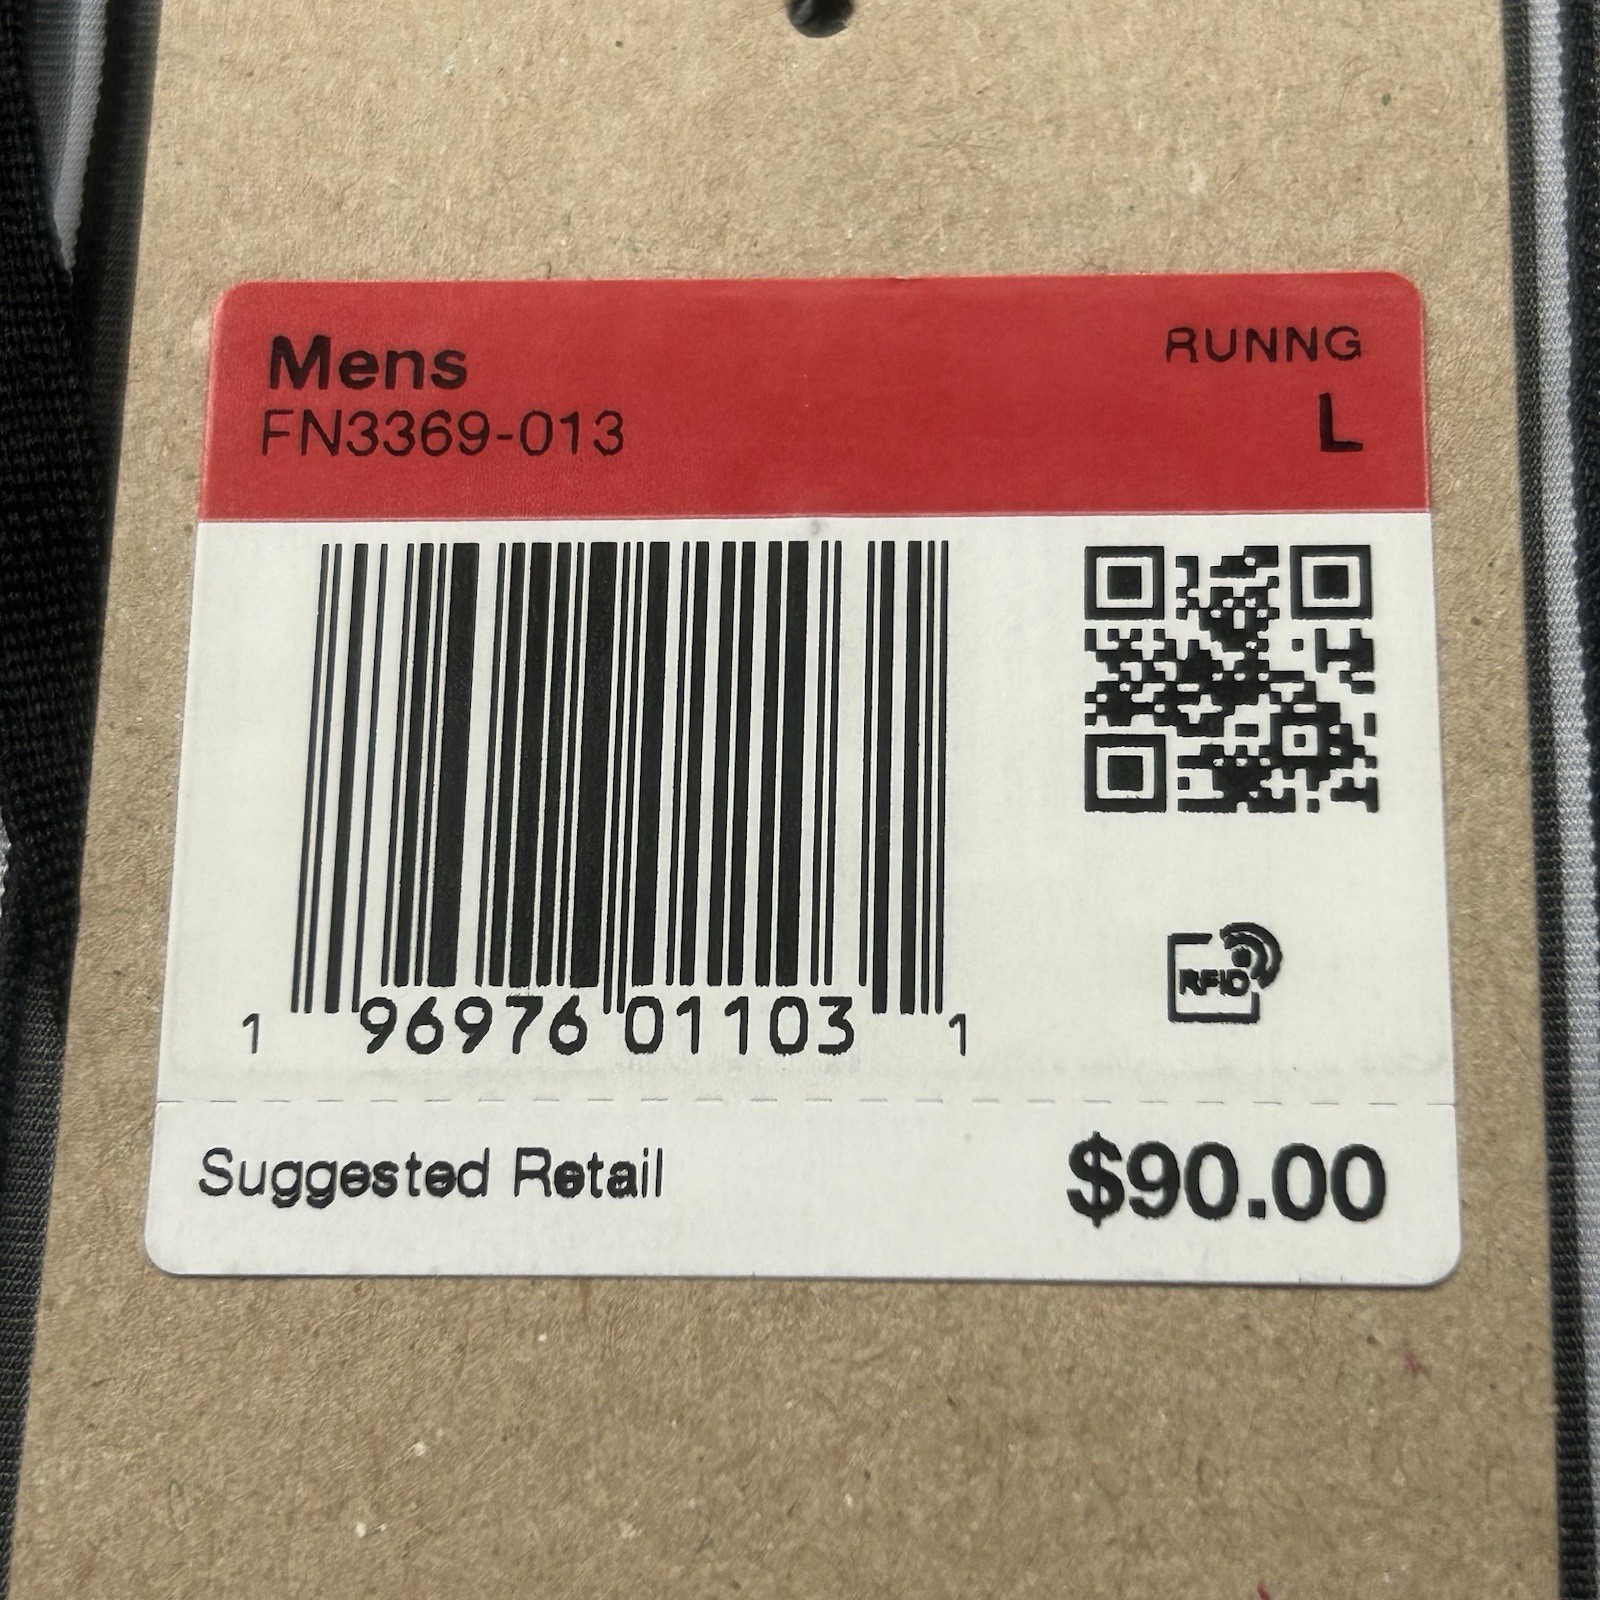 Mens
RUNNG
FN3369-013
L
RFID
1 96976 01103 1
Suggested Retail
$90.00